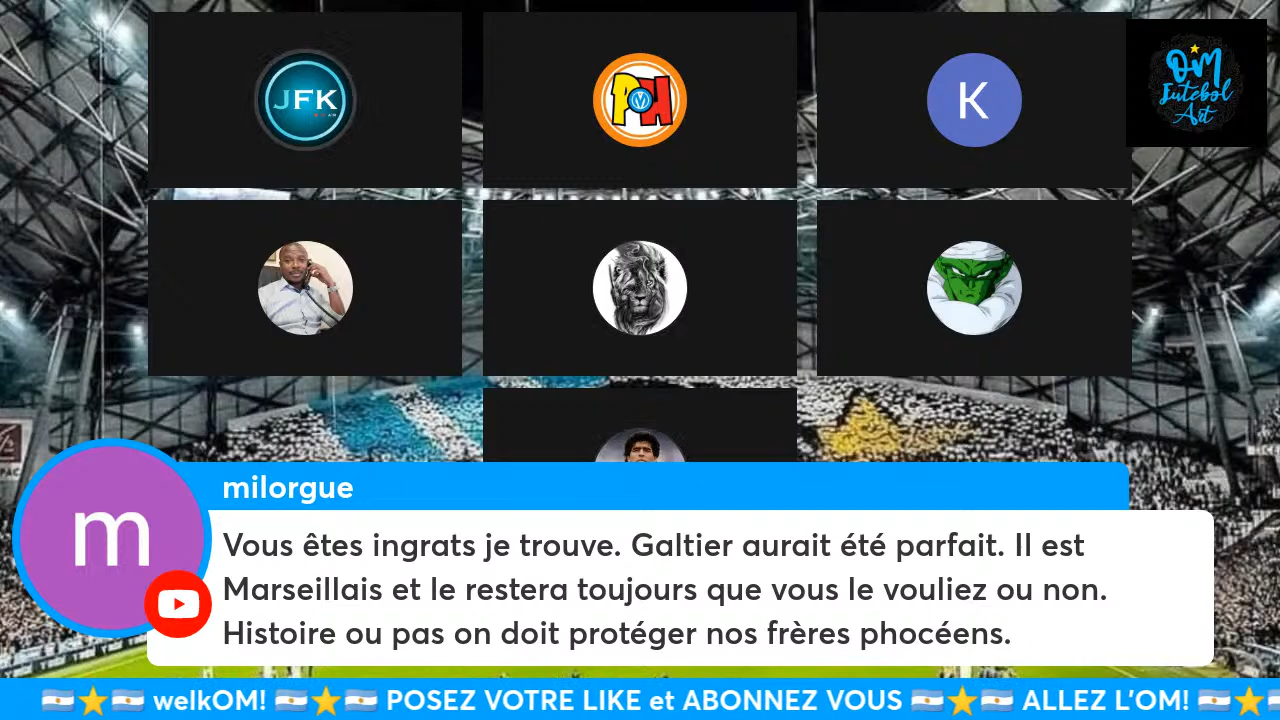 JFK
PH
K
OM
Futebol
Art
milorgue
m
Vous êtes ingrats je trouve. Galtier aurait été parfait. Il est
Marseillais et le restera toujours que vous le vouliez ou non.
Histoire ou pas on doit protéger nos frères phocéens.
welkOM! POSEZ VOTRE LIKE et ABONNEZ VOUS ALLEZ L'OM!